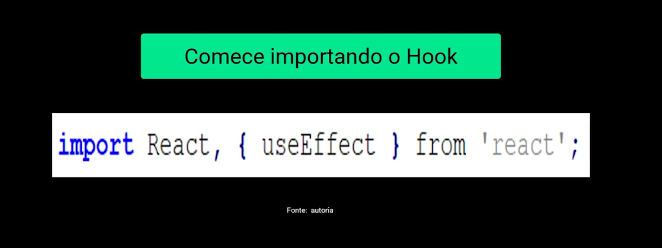 Comece importando o Hook
import React, { useEffect } from 'react';
Fonte: autoria